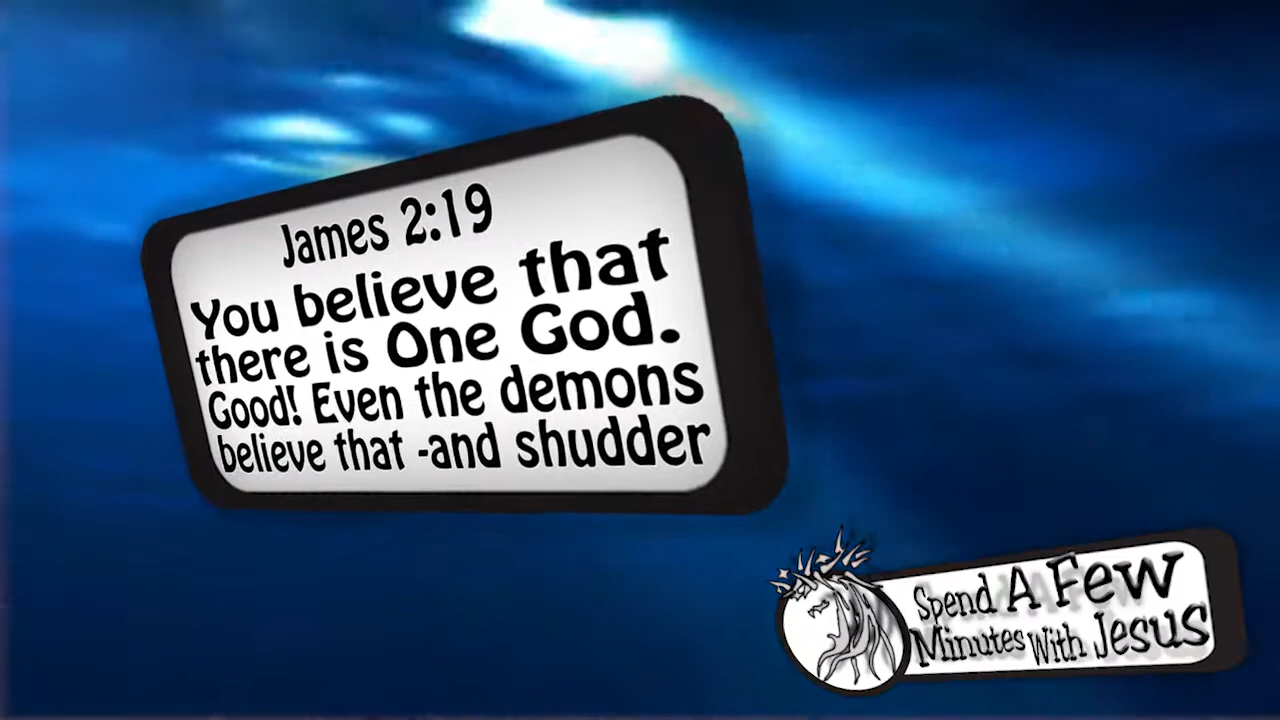 James 2:19
You believe that
there is One God.
Good! Even the demons
believe that -and shudder
Spend A Few
Minutes With Jesus